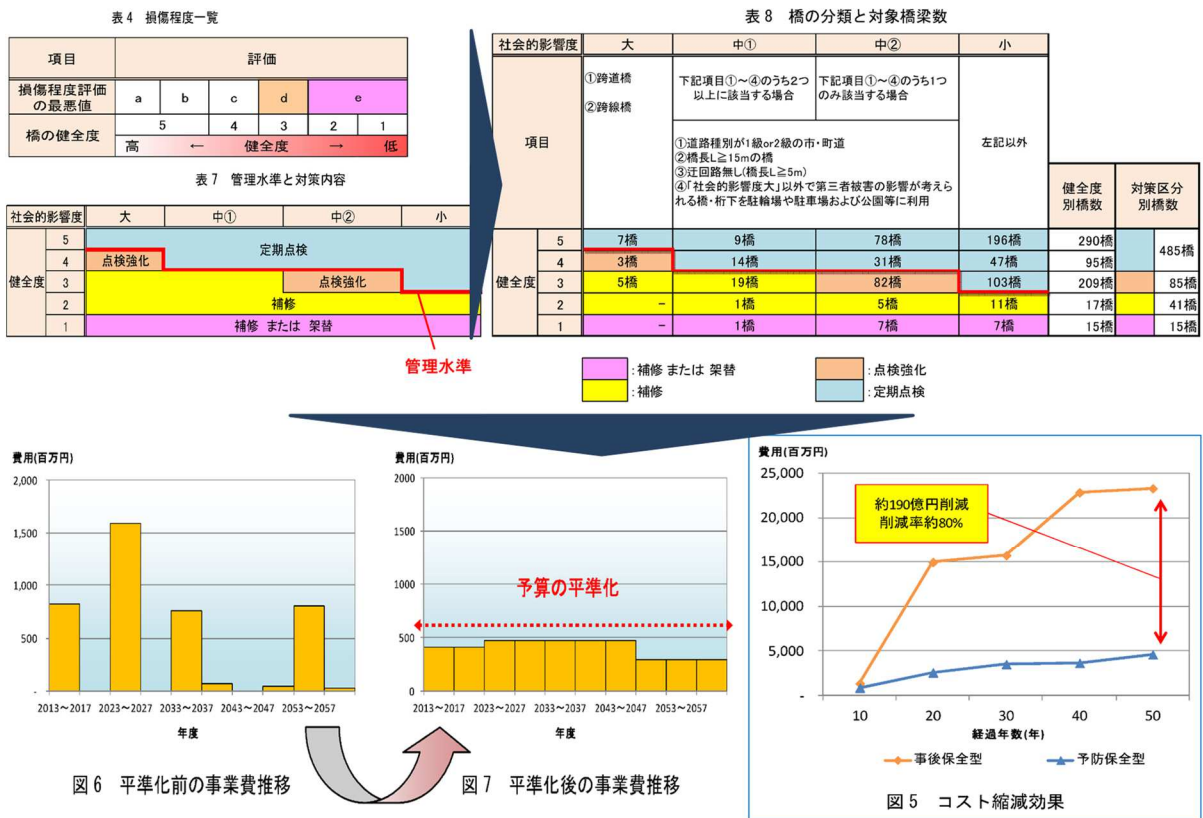 表4 損傷程度一覧
項目 評価
損傷程度評価の最悪値 a b c d e
橋の健全度 5 4 3 2 1
高 ← 健全度 → 低
表7 管理水準と対策内容
社会的影響度 大 中① 中② 小
健全度
5 定期点検
4 点検強化
3 点検強化
2 補修
1 補修 または 架替
管理水準
表8 橋の分類と対象橋梁数
社会的影響度 大 中① 中② 小
項目
①跨道橋
②跨線橋
下記項目①～④のうち2つ以上に該当する場合
下記項目①～④のうち1つのみ該当する場合
①道路種別が1級or2級の市・町道
②橋長L≧15mの橋
③迂回路無し(橋長L≧5m)
④「社会的影響度大」以外で第三者被害の影響が考えられる橋・桁下を駐輪場や駐車場および公園等に利用
左記以外
健全度別橋数 対策区分別橋数
健全度
5 7橋 9橋 78橋 196橋 290橋 485橋
4 3橋 14橋 31橋 47橋 95橋
3 5橋 19橋 82橋 103橋 209橋 85橋
2 － 1橋 5橋 11橋 17橋 41橋
1 － 1橋 7橋 7橋 15橋 15橋
：補修 または 架替 ：点検強化
：補修 ：定期点検
費用(百万円)
2,000
1,500
1,000
500
-
2013～2017 2023～2027 2033～2037 2043～2047 2053～2057
年度
図6 平準化前の事業費推移
費用(百万円)
2000
1500
1000
500
0
予算の平準化
2013～2017 2023～2027 2033～2037 2043～2047 2053～2057
年度
図7 平準化後の事業費推移
費用(百万円)
25,000
20,000
15,000
10,000
5,000
-
約190億円削減
削減率約80%
10 20 30 40 50
経過年数(年)
事後保全型 予防保全型
図5 コスト縮減効果